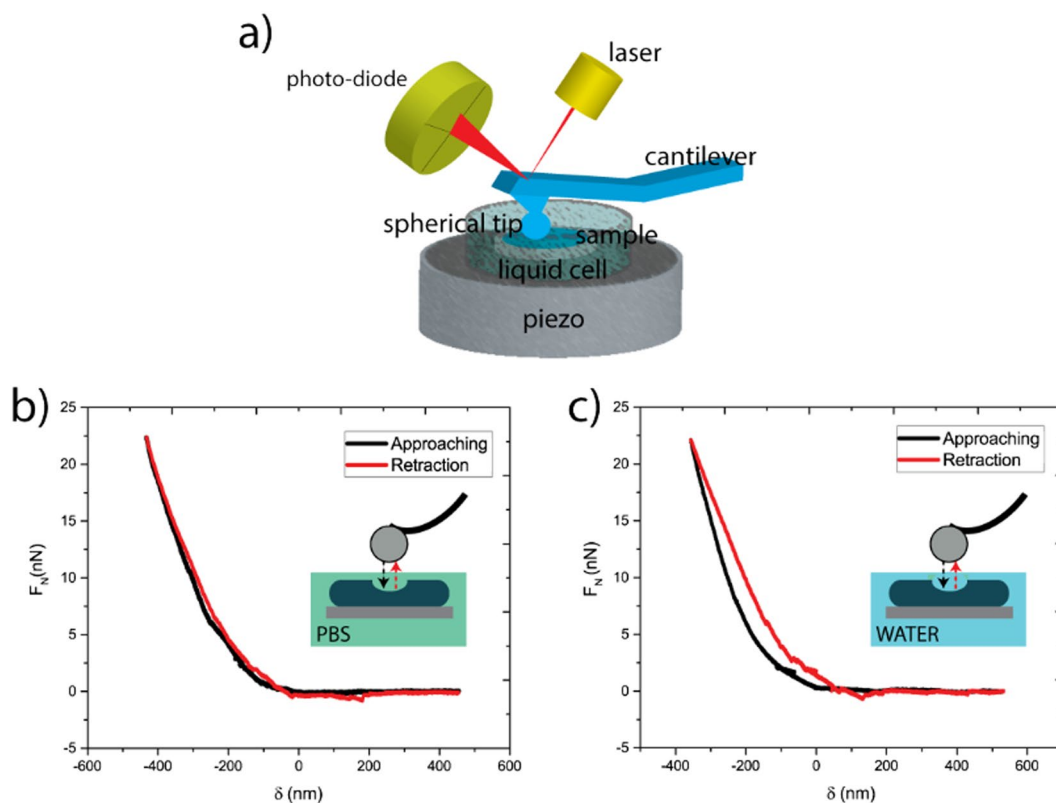 a)
laser
photo-diode
cantilever
spherical tip
sample
liquid cell
piezo
b)
25
20
15
10
5
0
-5
F_N(nN)
Approaching
Retraction
PBS
-600 -400 -200 0 200 400 600
δ (nm)
c)
25
20
15
10
5
0
-5
F_N (nN)
Approaching
Retraction
WATER
-600 -400 -200 0 200 400 600
δ (nm)